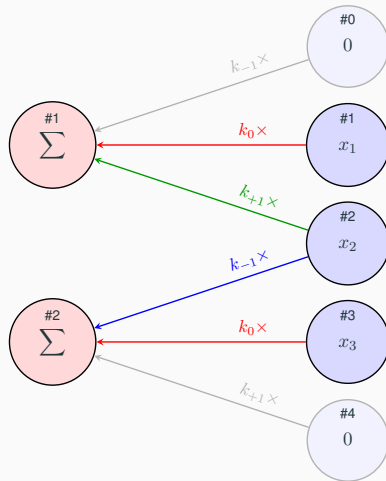 #0
0
k₋₁×
#1
∑
k₀×
#1
x₁
k₊₁×
#2
x₂
k₋₁×
#2
∑
k₀×
#3
x₃
k₊₁×
#4
0